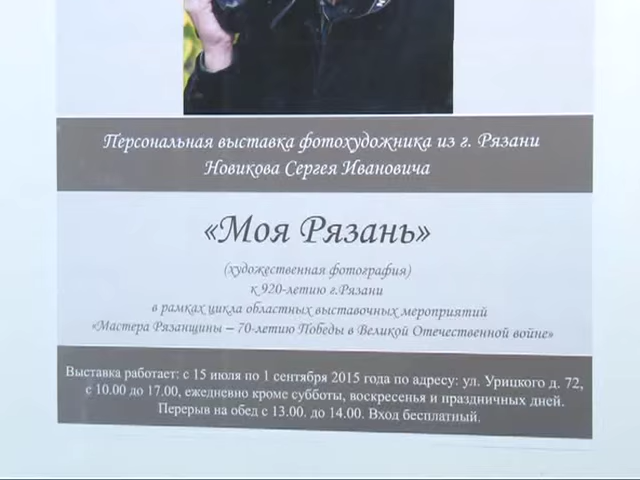 Персональная выставка фотохудожника из г. Рязани
Новикова Сергея Ивановича
«Моя Рязань»
(художественная фотография)
к 920-летию г.Рязани
в рамках цикла областных выставочных мероприятий
«Мастера Рязанщины – 70-летию Победы в Великой Отечественной войне»
Выставка работает: с 15 июля по 1 сентября 2015 года по адресу: ул. Урицкого д. 72,
с 10.00 до 17.00, ежедневно кроме субботы, воскресенья и праздничных дней.
Перерыв на обед с 13.00. до 14.00. Вход бесплатный.